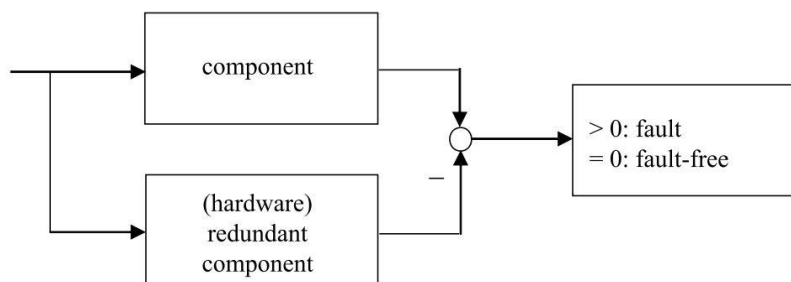 component
> 0: fault
= 0: fault-free
−
(hardware)
redundant
component